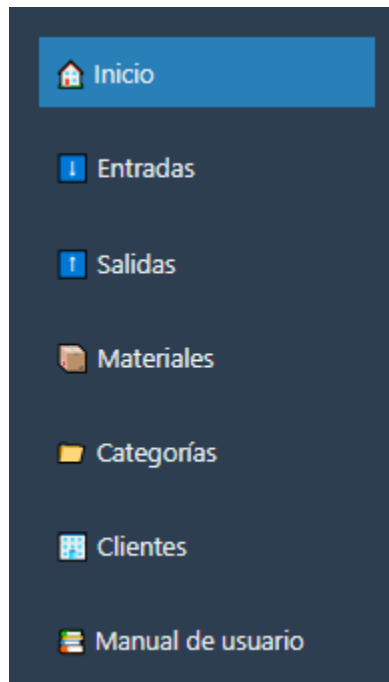 Inicio
Entradas
Salidas
Materiales
Categorías
Clientes
Manual de usuario